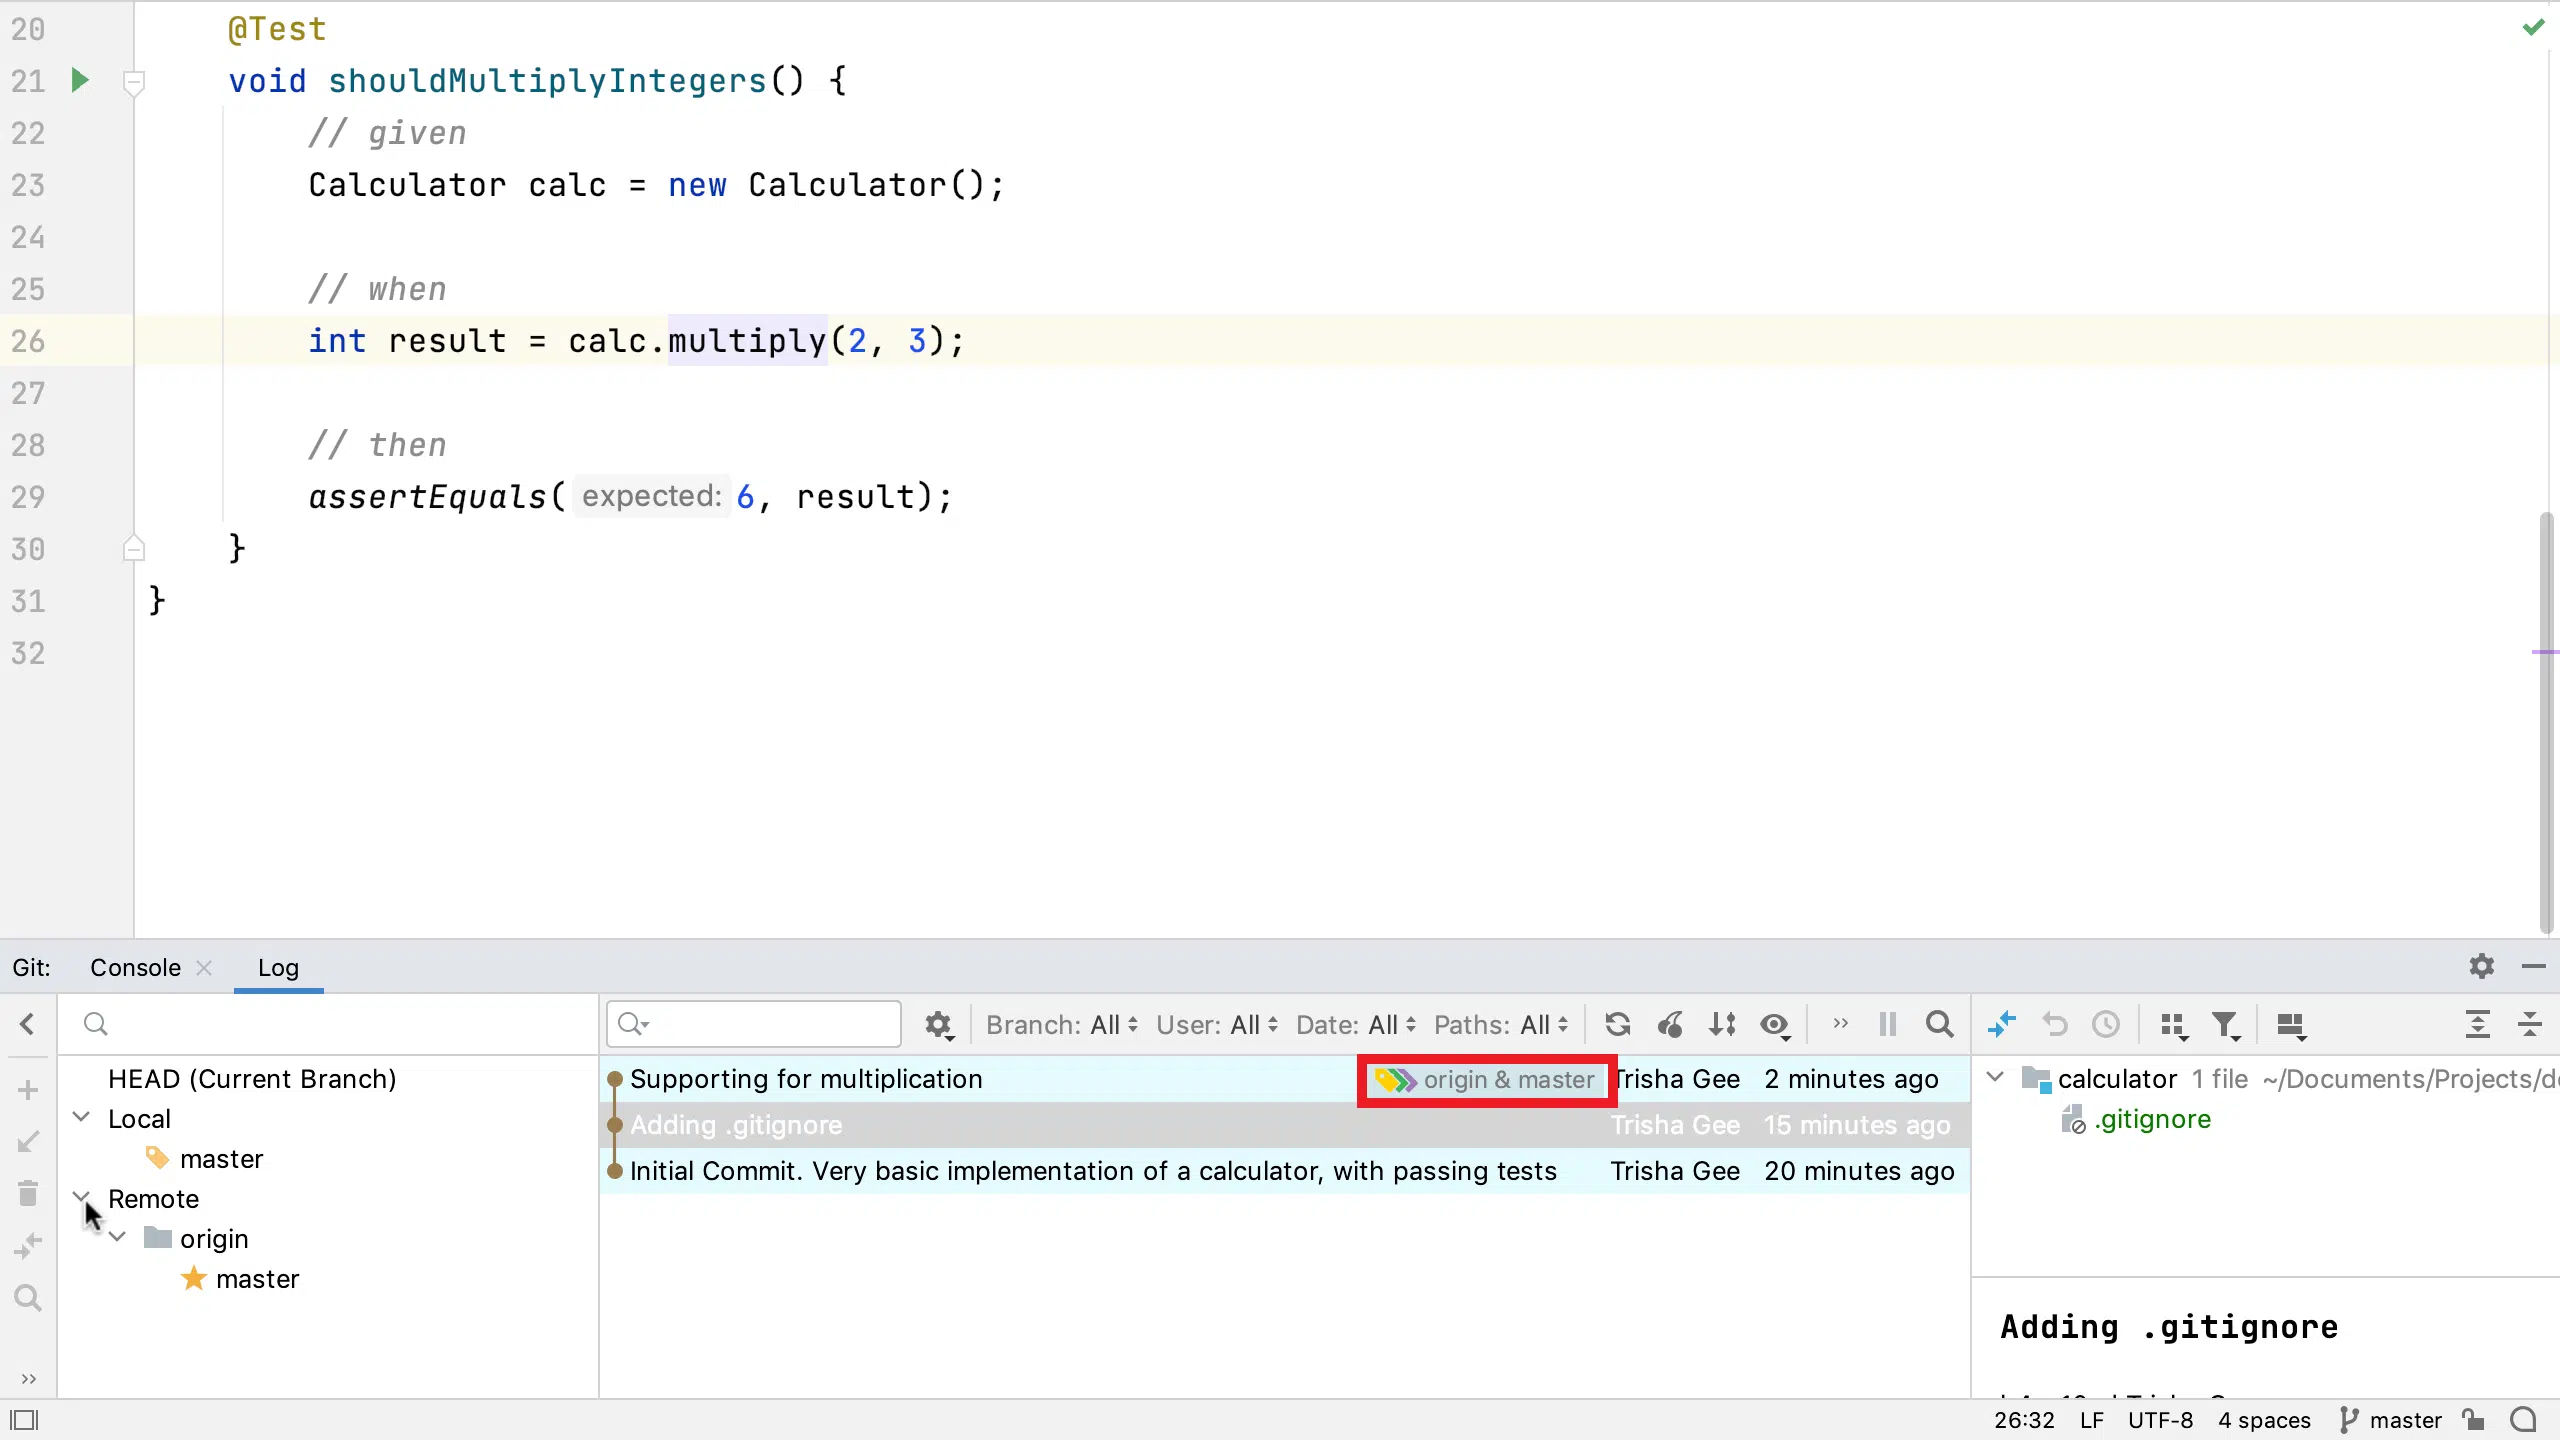 20 @Test
21 void shouldMultiplyIntegers() {
22 // given
23 Calculator calc = new Calculator();
24
25 // when
26 int result = calc.multiply(2, 3);
27
28 // then
29 assertEquals( expected: 6, result);
30 }
31 }
32
Git: Console Log
Branch: All User: All Date: All Paths: All
HEAD (Current Branch)
Local
master
Remote
origin
master
Supporting for multiplication origin & master Trisha Gee 2 minutes ago
Adding .gitignore Trisha Gee 15 minutes ago
Initial Commit. Very basic implementation of a calculator, with passing tests Trisha Gee 20 minutes ago
calculator 1 file ~/Documents/Projects/d
.gitignore
Adding .gitignore
26:32 LF UTF-8 4 spaces master